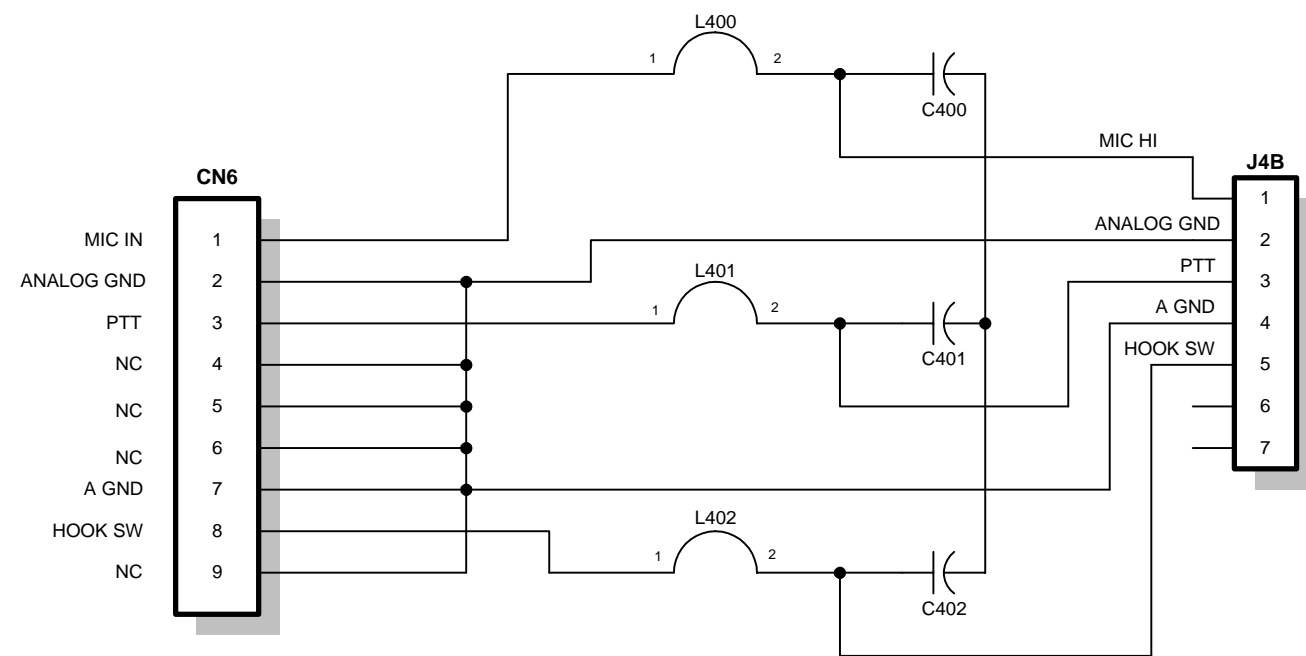 L400
1 2
C400
MIC HI
CN6
J4B
1
MIC IN 1
ANALOG GND 2
ANALOG GND 2
L401
PTT 3
PTT 3
1 2
A GND 4
C401
NC 4
HOOK SW 5
NC 5
6
NC 6
7
A GND 7
L402
HOOK SW 8
1 2
NC 9
C402